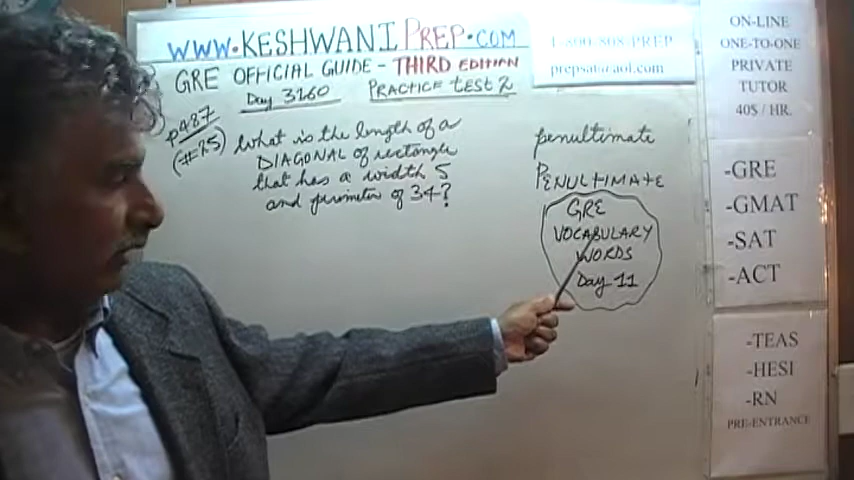 WWW.KESHWANIPREP.COM
GRE OFFICIAL GUIDE - THIRD EDITION
Day 3160 PRACTICE test 2
1-800-808-PREP
prepsat@aol.com
p487
(#25)
What is the length of a
DIAGONAL of rectangle
that has a width 5
and perimeter of 34?
penultimate
PENULTIMATE
GRE
VOCABULARY
WORDS
Day 11
ON-LINE
ONE-TO-ONE
PRIVATE
TUTOR
40$ / HR.
-GRE
-GMAT
-SAT
-ACT
-TEAS
-HESI
-RN
PRE-ENTRANCE